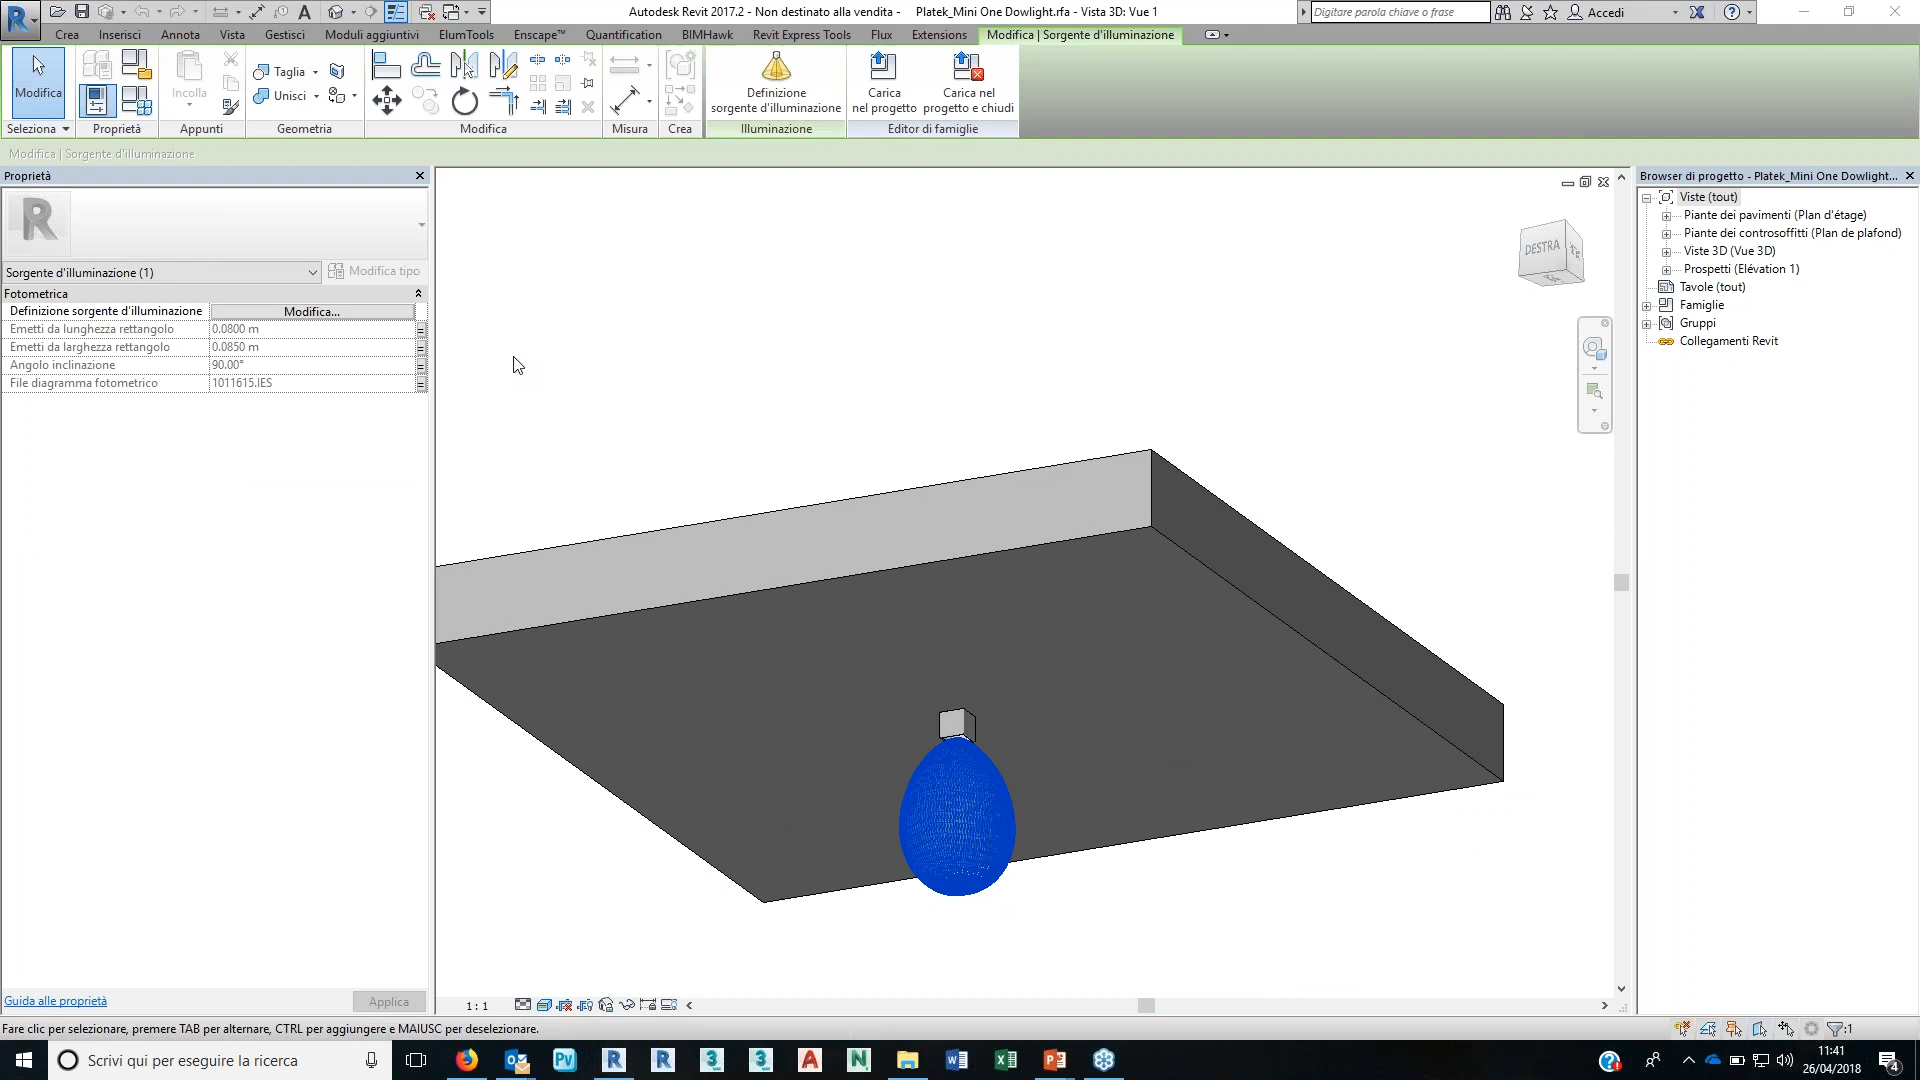 Autodesk Revit 2017.2 - Non destinato alla vendita - Platek_Mini One Dowlight.rfa - Vista 3D: Vue 1
Digitare parola chiave o frase
Accedi
Crea Inserisci Annota Vista Gestisci Moduli aggiuntivi ElumTools Enscape™ Quantification BIMHawk Revit Express Tools Flux Extensions Modifica | Sorgente d'illuminazione
Modifica
Incolla
Taglia
Unisci
Definizione
sorgente d'illuminazione
Carica
nel progetto
Carica nel
progetto e chiudi
Seleziona Proprietà Appunti Geometria Modifica Misura Crea Illuminazione Editor di famiglie
Modifica | Sorgente d'illuminazione
Proprietà
Sorgente d'illuminazione (1)
Modifica tipo
Fotometrica
Definizione sorgente d'illuminazione Modifica...
Emetti da lunghezza rettangolo 0.0800 m
Emetti da larghezza rettangolo 0.0850 m
Angolo inclinazione 90.00°
File diagramma fotometrico 1011615.IES
Guida alle proprietà
Applica
DESTRA
1 : 1
Browser di progetto - Platek_Mini One Dowlight...
Viste (tout)
Piante dei pavimenti (Plan d'étage)
Piante dei controsoffitti (Plan de plafond)
Viste 3D (Vue 3D)
Prospetti (Elévation 1)
Tavole (tout)
Famiglie
Gruppi
Collegamenti Revit
Fare clic per selezionare, premere TAB per alternare, CTRL per aggiungere e MAIUSC per deselezionare.
:1
Scrivi qui per eseguire la ricerca
11:41
26/04/2018
4